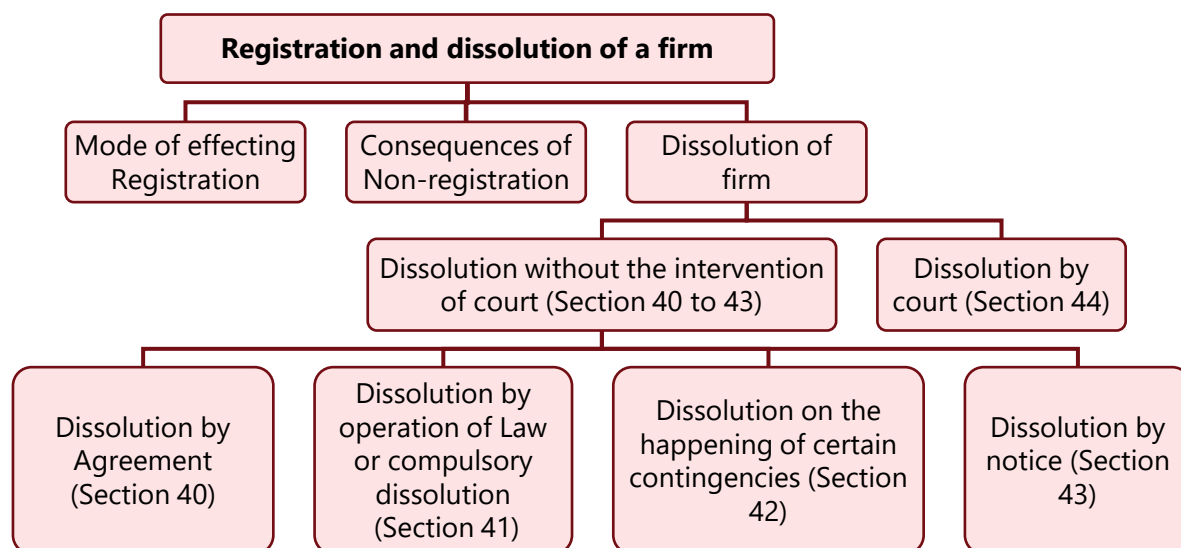 Registration and dissolution of a firm
Mode of effecting
Registration
Consequences of
Non-registration
Dissolution of
firm
Dissolution without the intervention
of court (Section 40 to 43)
Dissolution by
court (Section 44)
Dissolution by
Agreement
(Section 40)
Dissolution by
operation of Law
or compulsory
dissolution
(Section 41)
Dissolution on the
happening of certain
contingencies (Section
42)
Dissolution by
notice (Section
43)